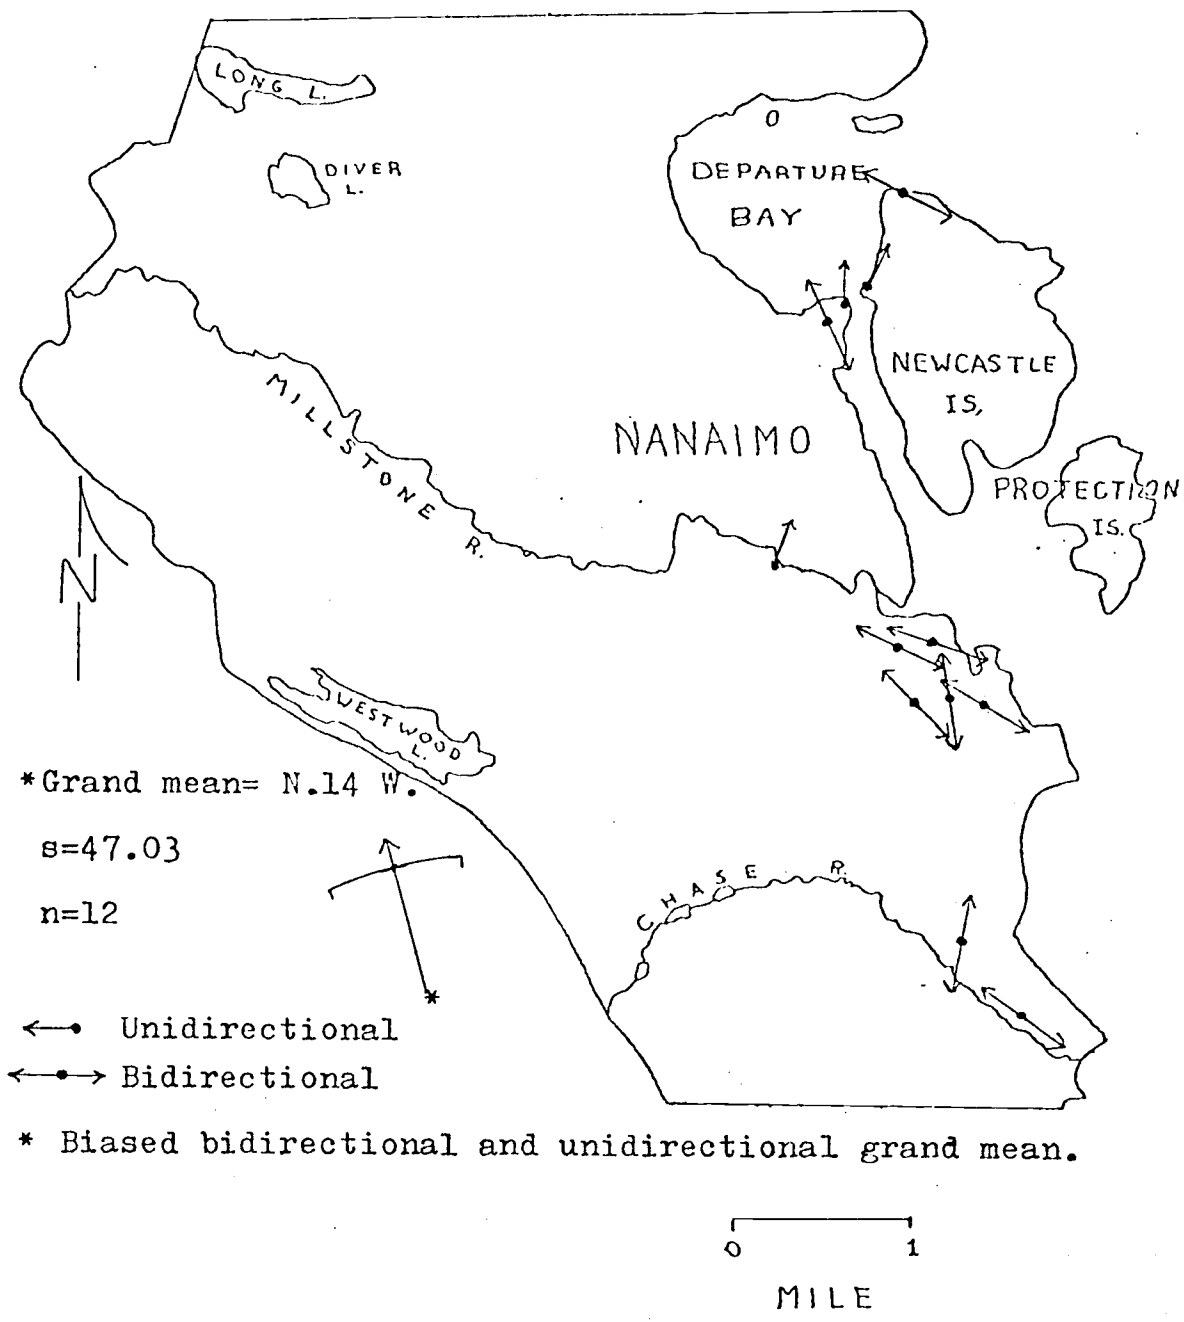 LONG L.
DIVER
L.
DEPARTURE
BAY
NEWCASTLE
IS,
MILLSTONE R.
NANAIMO
PROTECTION
IS.
N
WESTWOOD
L.
*Grand mean= N.14 W.
s=47.03
n=12
CHASE R.
Unidirectional
Bidirectional
* Biased bidirectional and unidirectional grand mean.
0 1
MILE